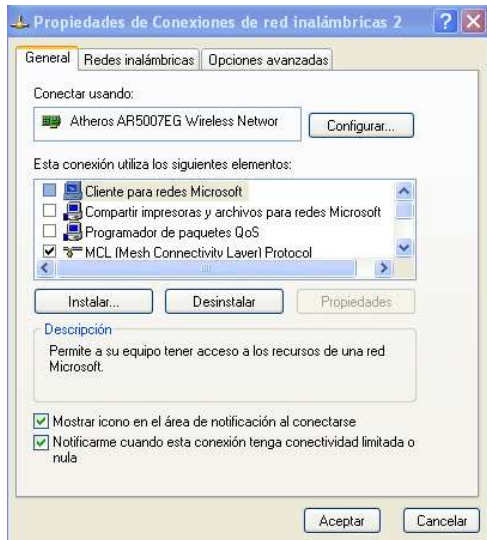 Propiedades de Conexiones de red inalámbricas 2
General
Redes inalámbricas
Opciones avanzadas
Conectar usando:
Atheros AR5007EG Wireless Networ
Configurar...
Esta conexión utiliza los siguientes elementos:
Cliente para redes Microsoft
Compartir impresoras y archivos para redes Microsoft
Programador de paquetes QoS
MCL (Mesh Connectivity Layer) Protocol
Instalar...
Desinstalar
Propiedades
Descripción
Permite a su equipo tener acceso a los recursos de una red
Microsoft.
Mostrar icono en el área de notificación al conectarse
Notificarme cuando esta conexión tenga conectividad limitada o
nula
Aceptar
Cancelar